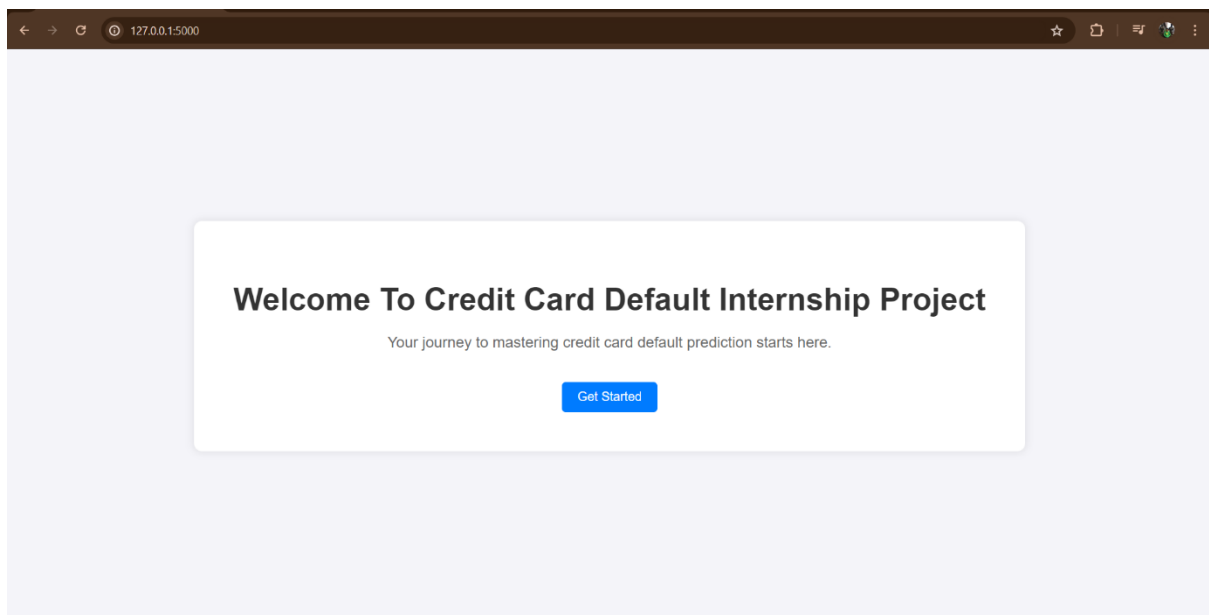 127.0.0.1:5000
Welcome To Credit Card Default Internship Project
Your journey to mastering credit card default prediction starts here.
Get Started